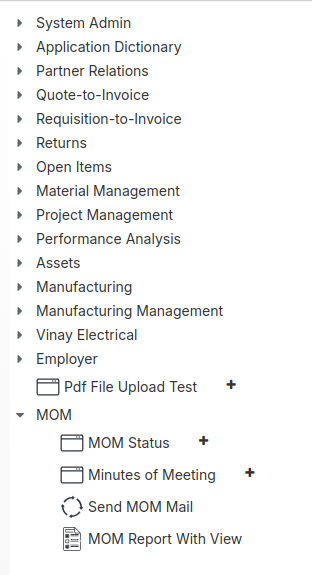 System Admin
Application Dictionary
Partner Relations
Quote-to-Invoice
Requisition-to-Invoice
Returns
Open Items
Material Management
Project Management
Performance Analysis
Assets
Manufacturing
Manufacturing Management
Vinay Electrical
Employer
Pdf File Upload Test
MOM
MOM Status
Minutes of Meeting
Send MOM Mail
MOM Report With View